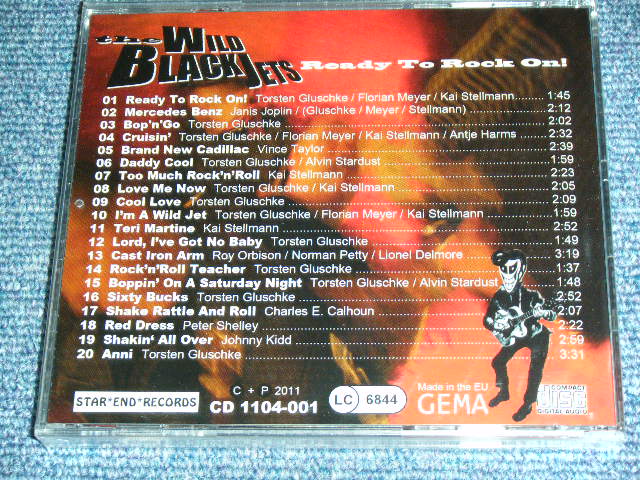 the WILD
BLACK JETS Ready To Rock On!
01 Ready To Rock On! Torsten Gluschke / Florian Meyer / Kai Stellmann 1:45
02 Mercedes Benz Janis Joplin / (Gluschke / Meyer / Stellmann) 2:12
03 Bop'n'Go Torsten Gluschke 2:02
04 Cruisin' Torsten Gluschke / Florian Meyer / Kai Stellmann / Antje Harms 2:32
05 Brand New Cadillac Vince Taylor 2:39
06 Daddy Cool Torsten Gluschke / Alvin Stardust 1:59
07 Too Much Rock'n'Roll Kai Stellmann 2:23
08 Love Me Now Torsten Gluschke / Kai Stellmann 2:05
09 Cool Love Torsten Gluschke 2:09
10 I'm A Wild Jet Torsten Gluschke / Florian Meyer / Kai Stellmann 1:59
11 Teri Martine Kai Stellmann 2:52
12 Lord, I've Got No Baby Torsten Gluschke 1:49
13 Cast Iron Arm Roy Orbison / Norman Petty / Lionel Delmore 3:19
14 Rock'n'Roll Teacher Torsten Gluschke 1:37
15 Boppin' On A Saturday Night Torsten Gluschke / Alvin Stardust 1:48
16 Sixty Bucks Torsten Gluschke 2:52
17 Shake Rattle And Roll Charles E. Calhoun 2:07
18 Red Dress Peter Shelley 2:22
19 Shakin' All Over Johnny Kidd 2:59
20 Anni Torsten Gluschke 3:31
STAR*END*RECORDS
C + P 2011
CD 1104-001
LC 6844
Made in the EU
GEMA
COMPACT
disc
DIGITAL AUDIO